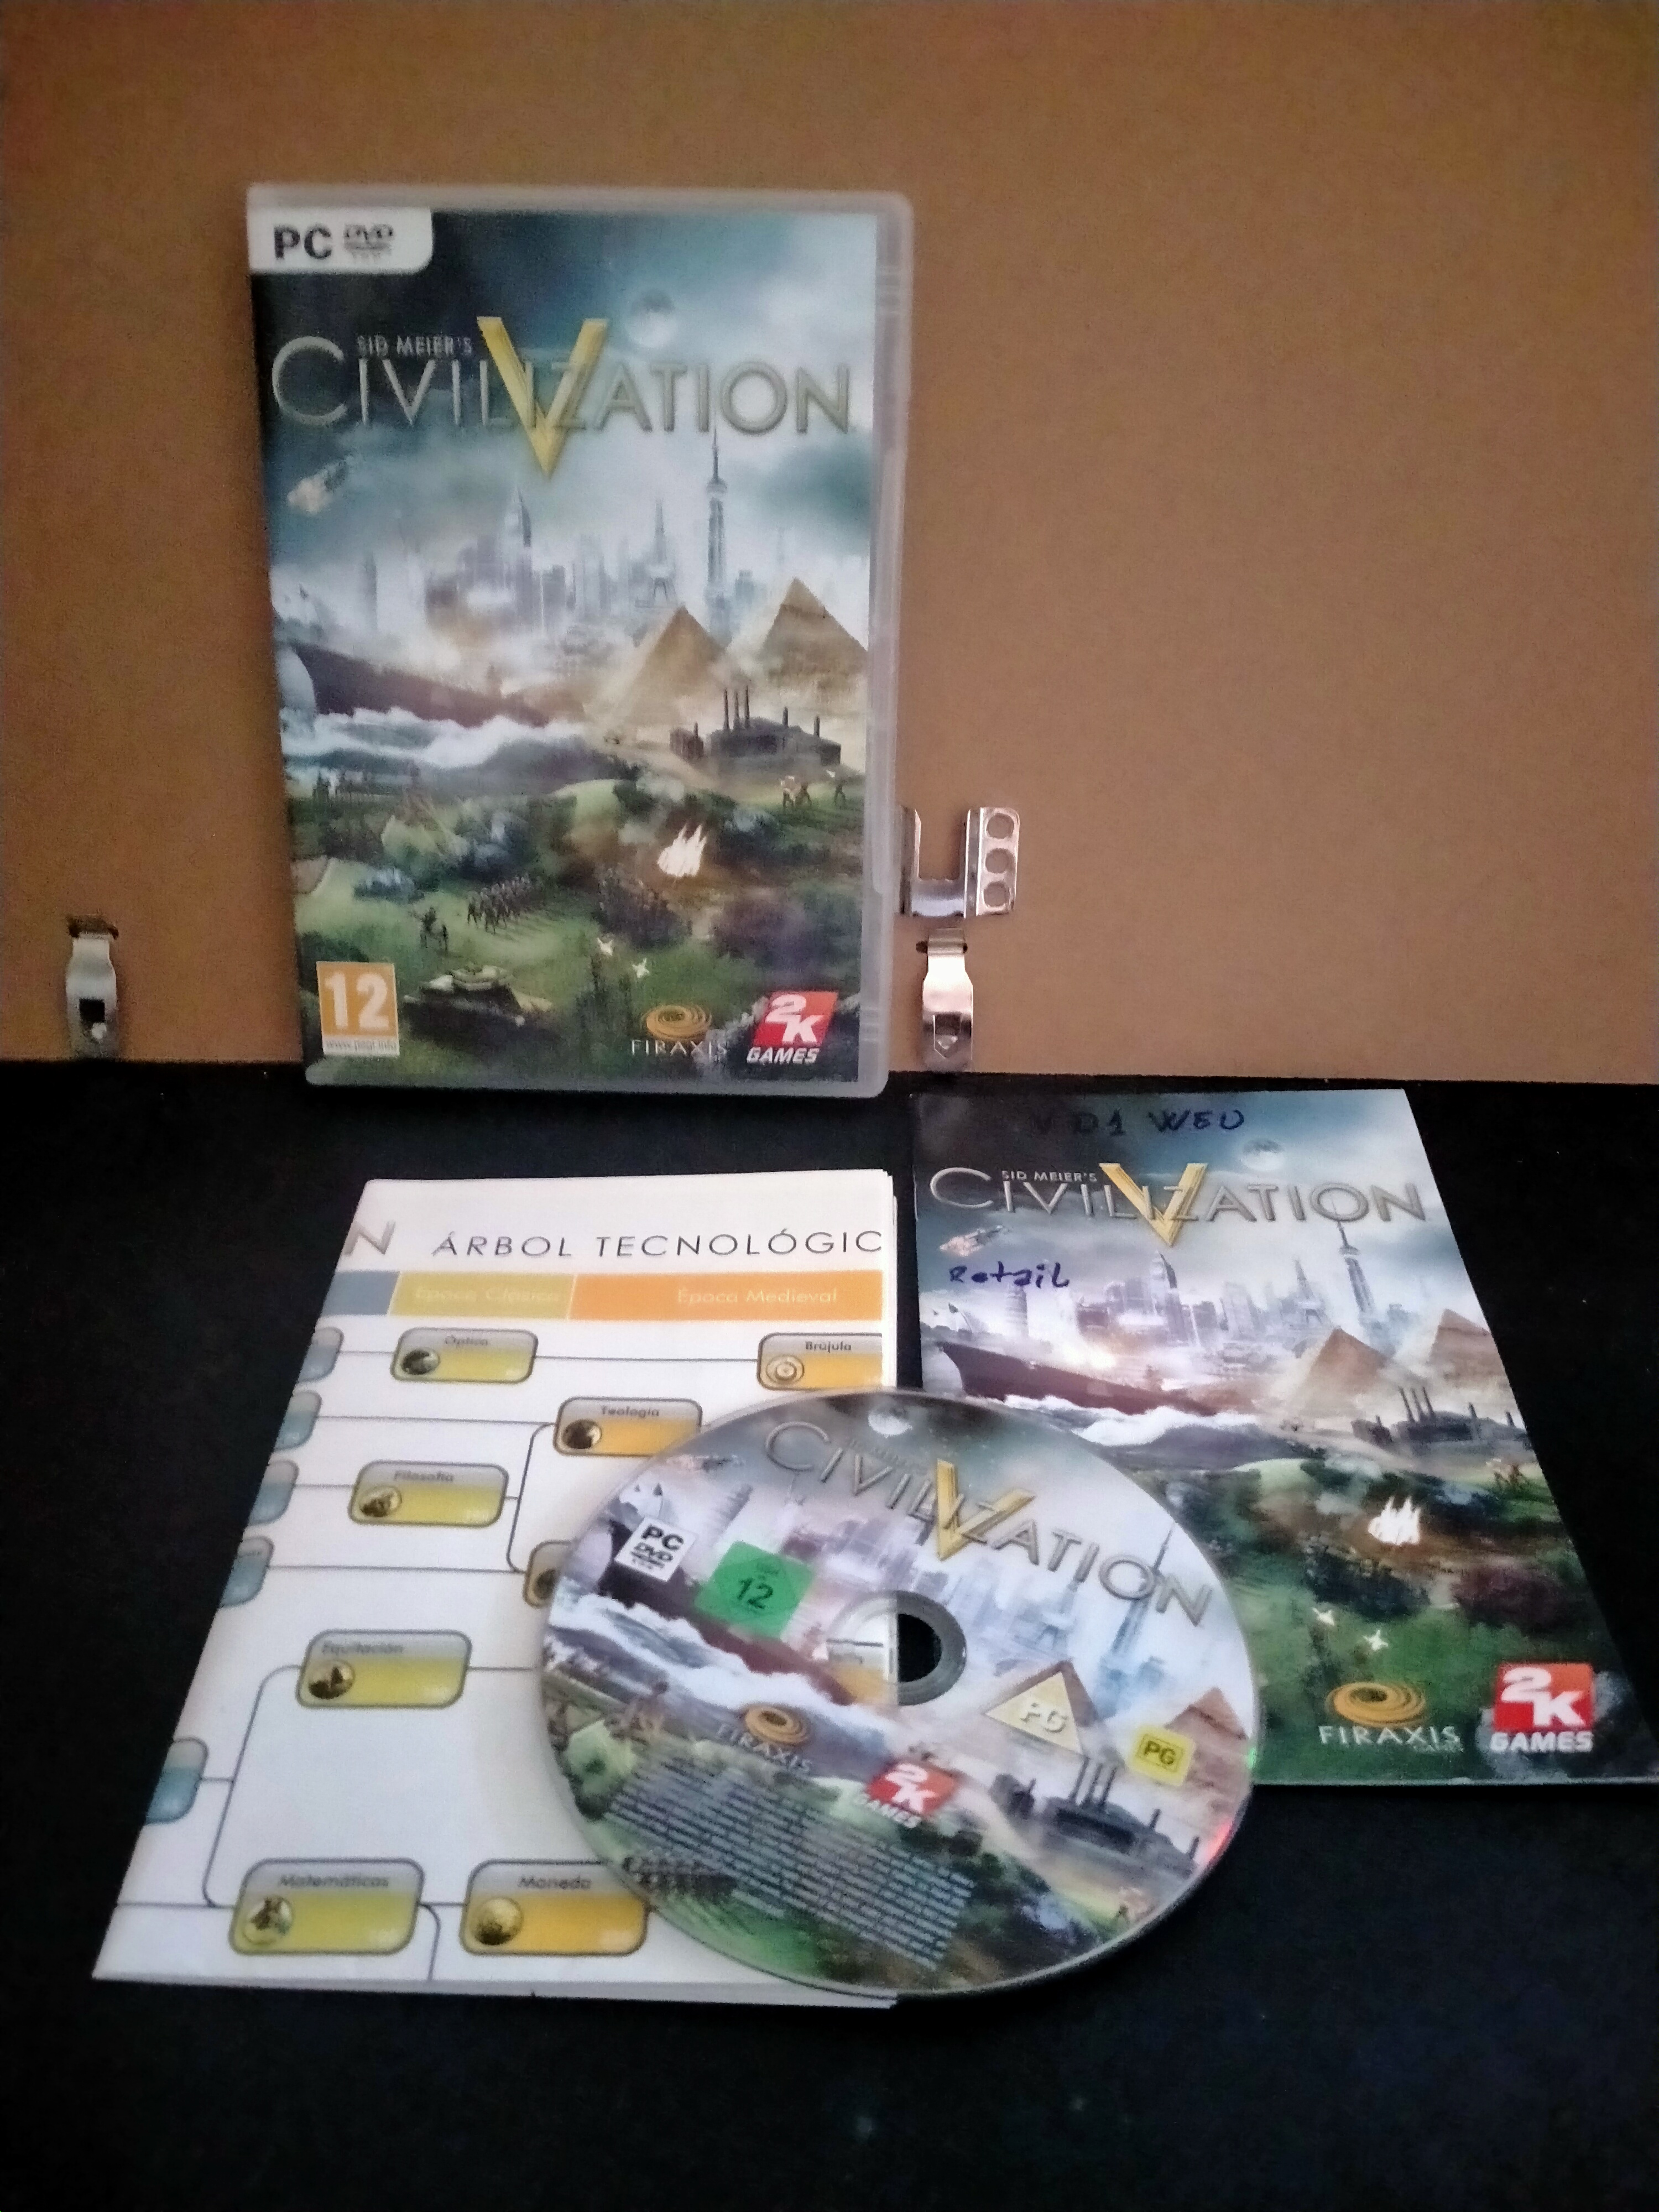 PC DVD
SID MEIER'S
CIVILIZATION
V
12
www.pegi.info
FIRAXIS
2K
GAMES
D1 WEU
SID MEIER'S
CIVILIZATION
V
Retail
FIRAXIS
2K
GAMES
N ÁRBOL TECNOLÓGIC
Época Clásica
Época Medieval
Óptica
Brújula
Teología
Filosofía
Equitación
Matemáticas
Moneda
CIVILIZATION
V
PC
DVD
12
PG
PG
FIRAXIS
2K
GAMES